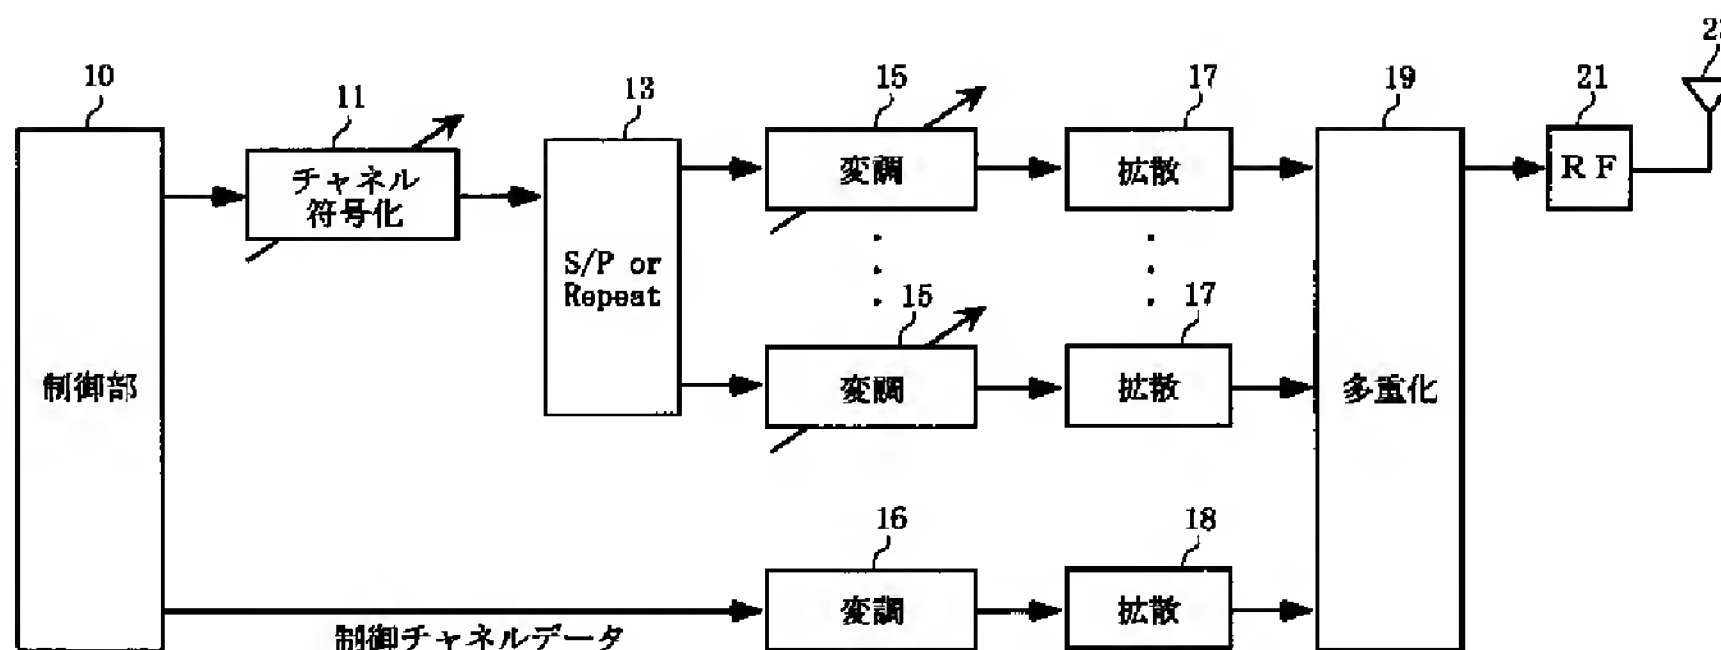 10
11
13
15
17
19
21
制御部
チャネル
符号化
S/P or
Repeat
変調
拡散
多重化
RF
15
17
変調
拡散
16
18
変調
拡散
制御チャネルデータ